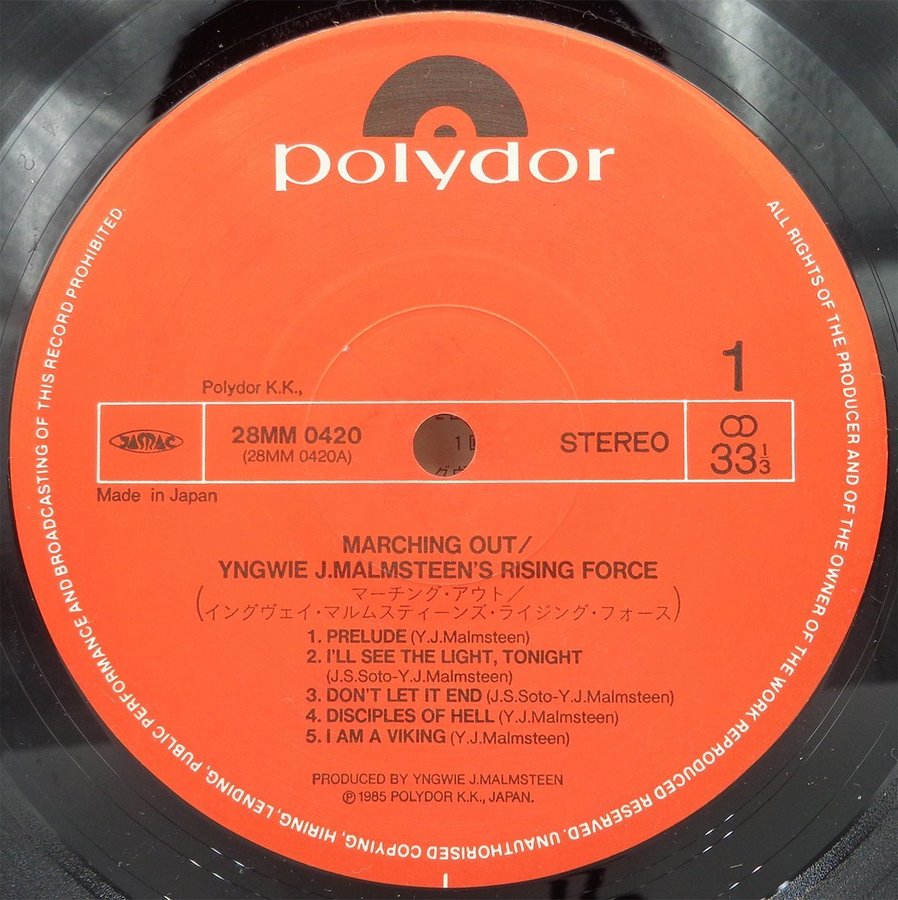 polydor
1
Polydor K.K.,
JASRAC
28MM 0420
(28MM 0420A)
STEREO
33 1/3
Made in Japan
MARCHING OUT/
YNGWIE J.MALMSTEEN'S RISING FORCE
(マーチング・アウト/
イングヴェイ・マルムスティーンズ・ライジング・フォース)
1. PRELUDE (Y.J.Malmsteen)
2. I'LL SEE THE LIGHT, TONIGHT
(J.S.Soto-Y.J.Malmsteen)
3. DON'T LET IT END (J.S.Soto-Y.J.Malmsteen)
4. DISCIPLES OF HELL (Y.J.Malmsteen)
5. I AM A VIKING (Y.J.Malmsteen)
PRODUCED BY YNGWIE J.MALMSTEEN
Ⓟ1985 POLYDOR K.K., JAPAN.
ALL RIGHTS OF THE PRODUCER AND OF THE OWNER OF THE WORK REPRODUCED RESERVED. UNAUTHORISED COPYING, HIRING, LENDING, PUBLIC PERFORMANCE AND BROADCASTING OF THIS RECORD PROHIBITED.